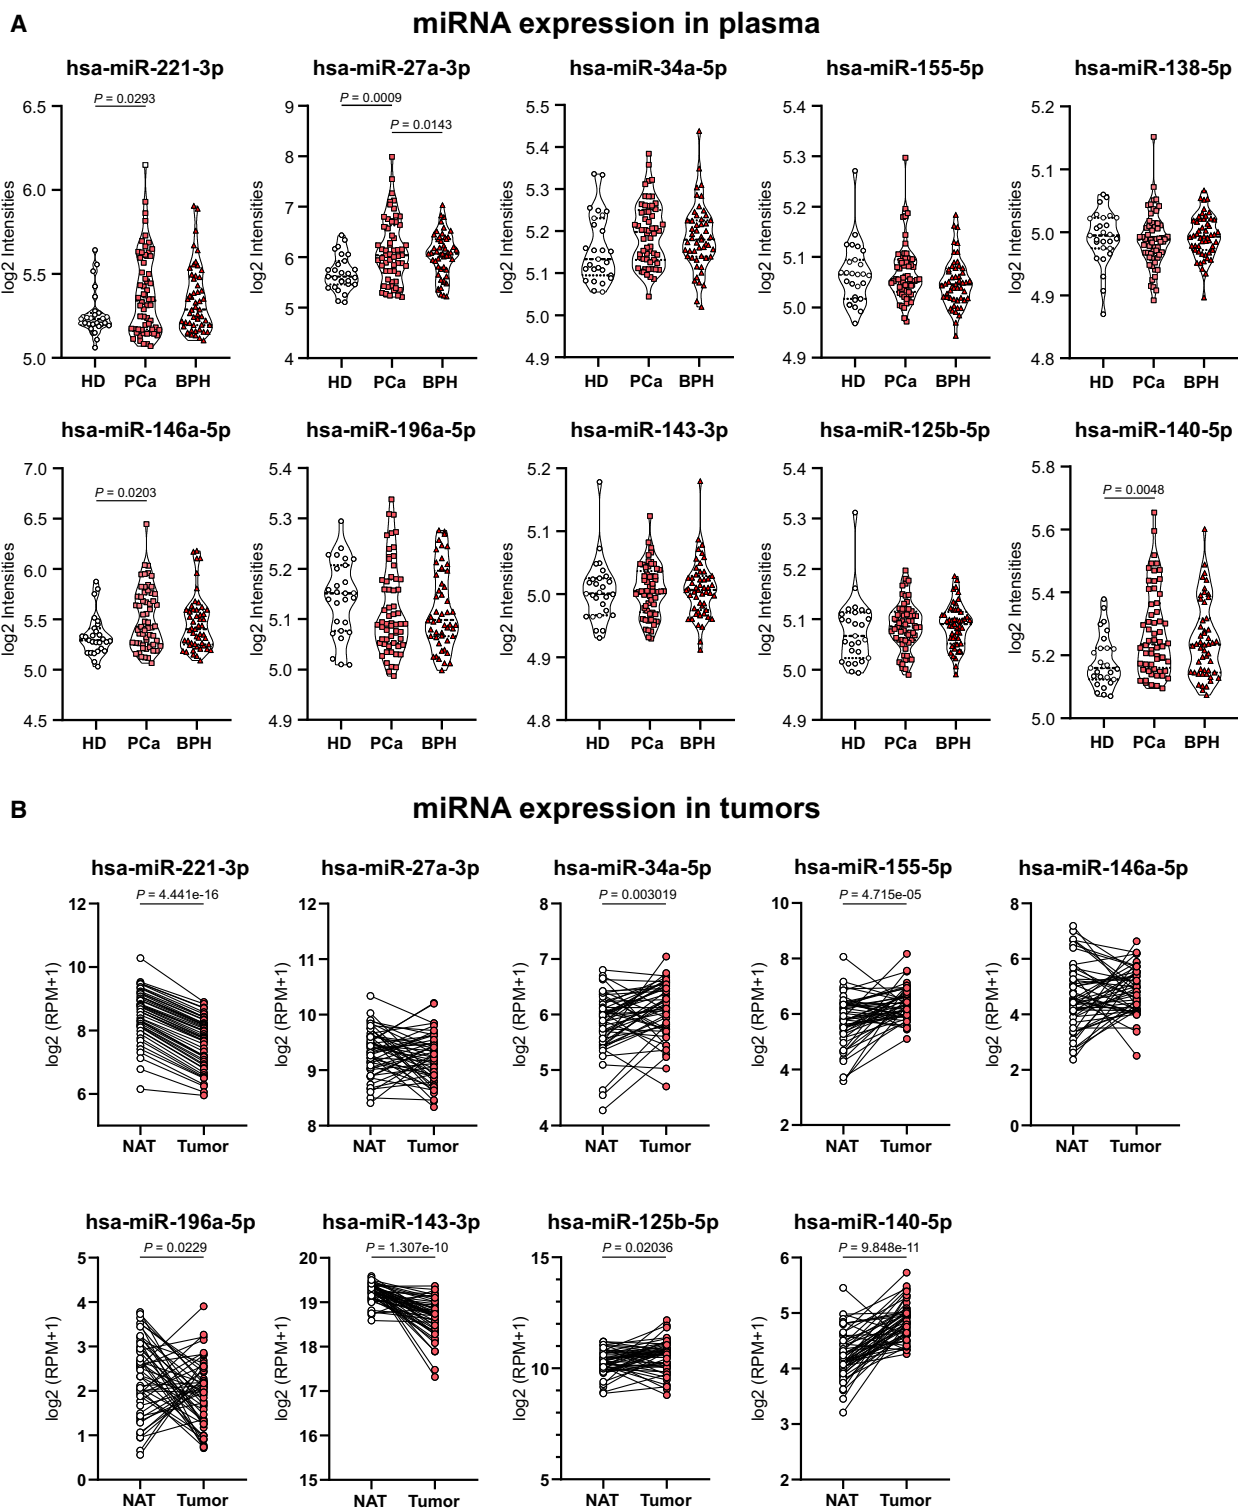 A
miRNA expression in plasma
hsa-miR-221-3p
hsa-miR-27a-3p
hsa-miR-34a-5p
hsa-miR-155-5p
hsa-miR-138-5p
P = 0.0293
P = 0.0009
P = 0.0143
log2 Intensities
6.5
6.0
5.5
5.0
HD PCa BPH
log2 Intensities
9
8
7
6
5
4
HD PCa BPH
log2 Intensities
5.5
5.4
5.3
5.2
5.1
5.0
4.9
HD PCa BPH
log2 Intensities
5.4
5.3
5.2
5.1
5.0
4.9
HD PCa BPH
log2 Intensities
5.2
5.1
5.0
4.9
4.8
HD PCa BPH
hsa-miR-146a-5p
hsa-miR-196a-5p
hsa-miR-143-3p
hsa-miR-125b-5p
hsa-miR-140-5p
P = 0.0203
P = 0.0048
log2 Intensities
7.0
6.5
6.0
5.5
5.0
4.5
HD PCa BPH
log2 Intensities
5.4
5.3
5.2
5.1
5.0
4.9
HD PCa BPH
log2 Intensities
5.2
5.1
5.0
4.9
4.8
HD PCa BPH
log2 Intensities
5.4
5.3
5.2
5.1
5.0
4.9
HD PCa BPH
log2 Intensities
5.8
5.6
5.4
5.2
5.0
HD PCa BPH
B
miRNA expression in tumors
hsa-miR-221-3p
hsa-miR-27a-3p
hsa-miR-34a-5p
hsa-miR-155-5p
hsa-miR-146a-5p
P = 4.441e-16
P = 0.003019
P = 4.715e-05
log2 (RPM+1)
12
10
8
6
NAT Tumor
log2 (RPM+1)
12
11
10
9
8
NAT Tumor
log2 (RPM+1)
8
7
6
5
4
NAT Tumor
log2 (RPM+1)
10
8
6
4
2
NAT Tumor
log2 (RPM+1)
8
6
4
2
0
NAT Tumor
hsa-miR-196a-5p
hsa-miR-143-3p
hsa-miR-125b-5p
hsa-miR-140-5p
P = 0.0229
P = 1.307e-10
P = 0.02036
P = 9.848e-11
log2 (RPM+1)
5
4
3
2
1
0
NAT Tumor
log2 (RPM+1)
20
19
18
17
16
15
NAT Tumor
log2 (RPM+1)
15
10
5
NAT Tumor
log2 (RPM+1)
6
5
4
3
2
NAT Tumor